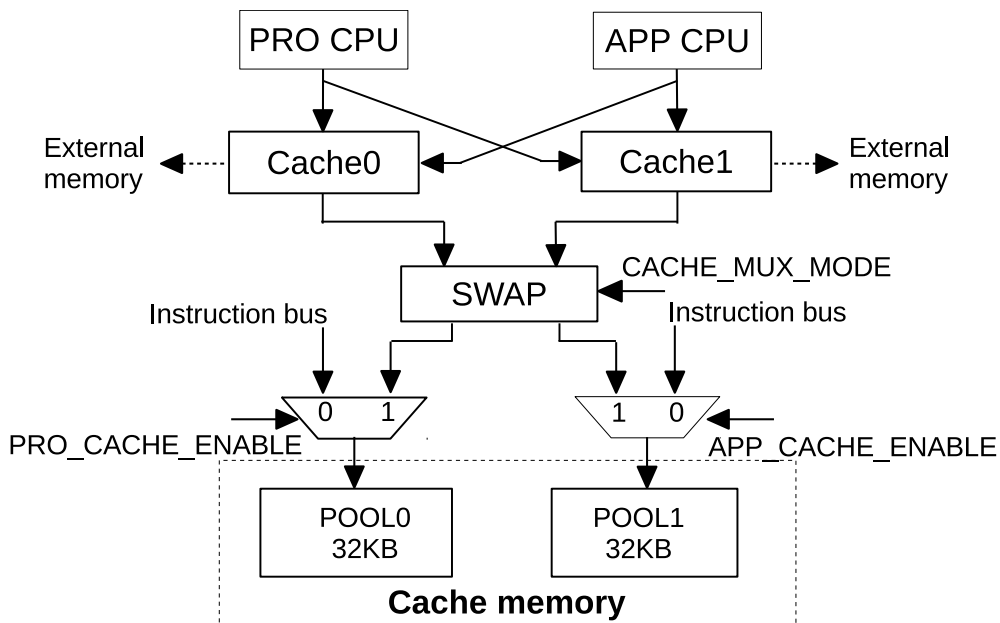 PRO CPU
APP CPU
External
memory
Cache0
Cache1
External
memory
SWAP
CACHE_MUX_MODE
Instruction bus
Instruction bus
0 1
1 0
PRO_CACHE_ENABLE
APP_CACHE_ENABLE
POOL0
32KB
POOL1
32KB
Cache memory